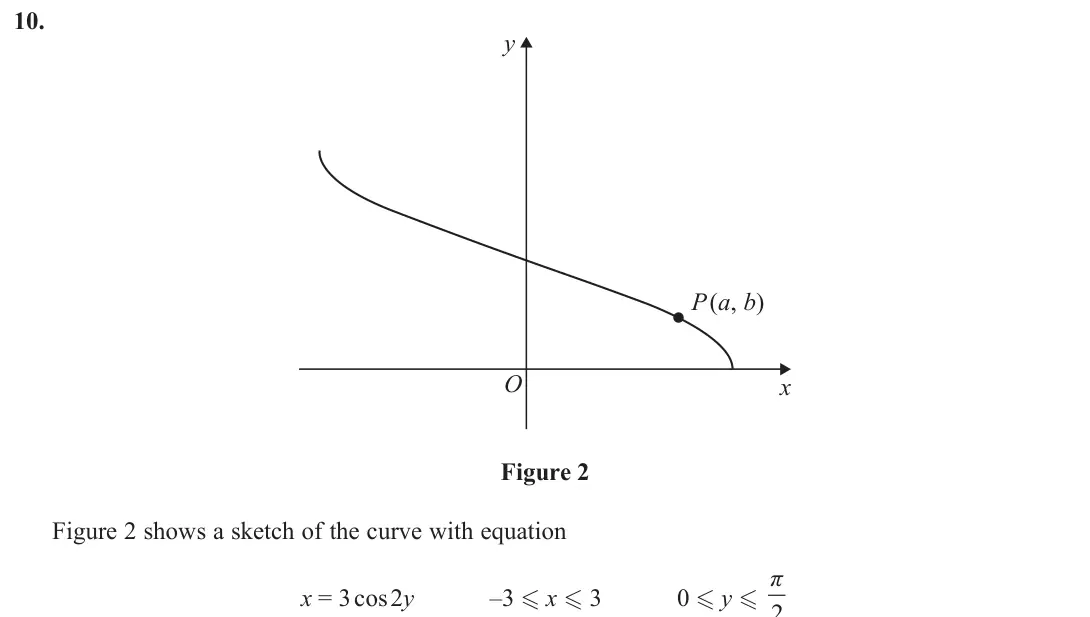 10.
y
P(a, b)
O
x
Figure 2
Figure 2 shows a sketch of the curve with equation
x = 3 cos 2y –3 ⩽ x ⩽ 3 0 ⩽ y ⩽ π/2